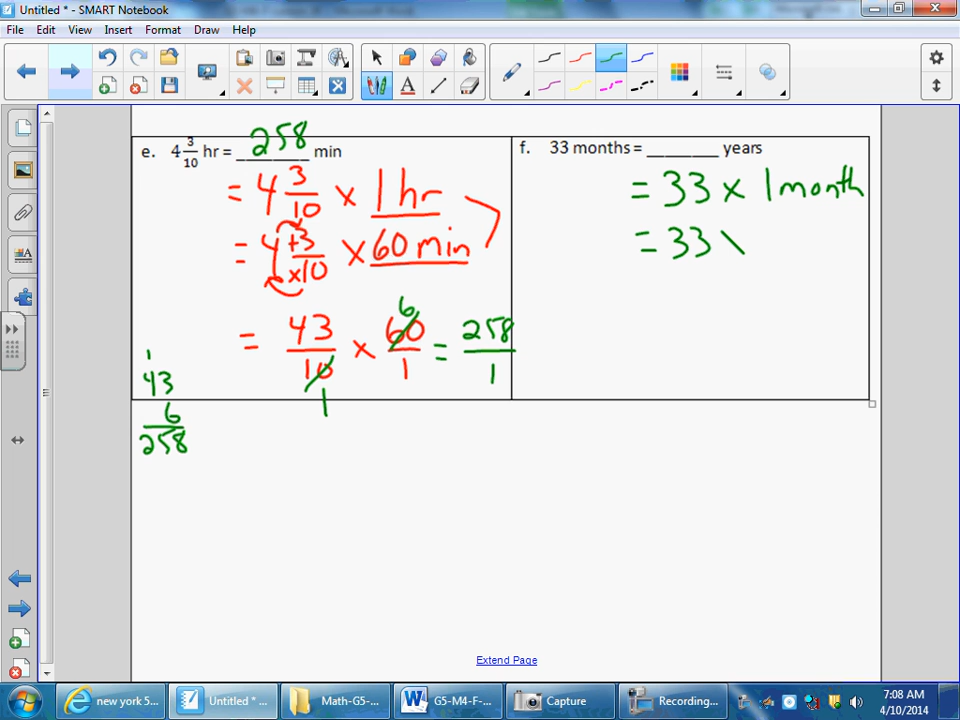 Untitled * - SMART Notebook
File Edit View Insert Format Draw Help
e. 4 3/10 hr = 258 min
= 4 3/10 × 1 hr
= 4 +3 ×10 × 60 min
= 43/10 × 60/1 = 258/1
6
1
1
43
6
258
f. 33 months = ________ years
= 33 × 1 month
= 33 \
Extend Page
new york 5...
Untitled * ...
Math-G5-...
G5-M4-F-...
Capture
Recording...
7:08 AM
4/10/2014